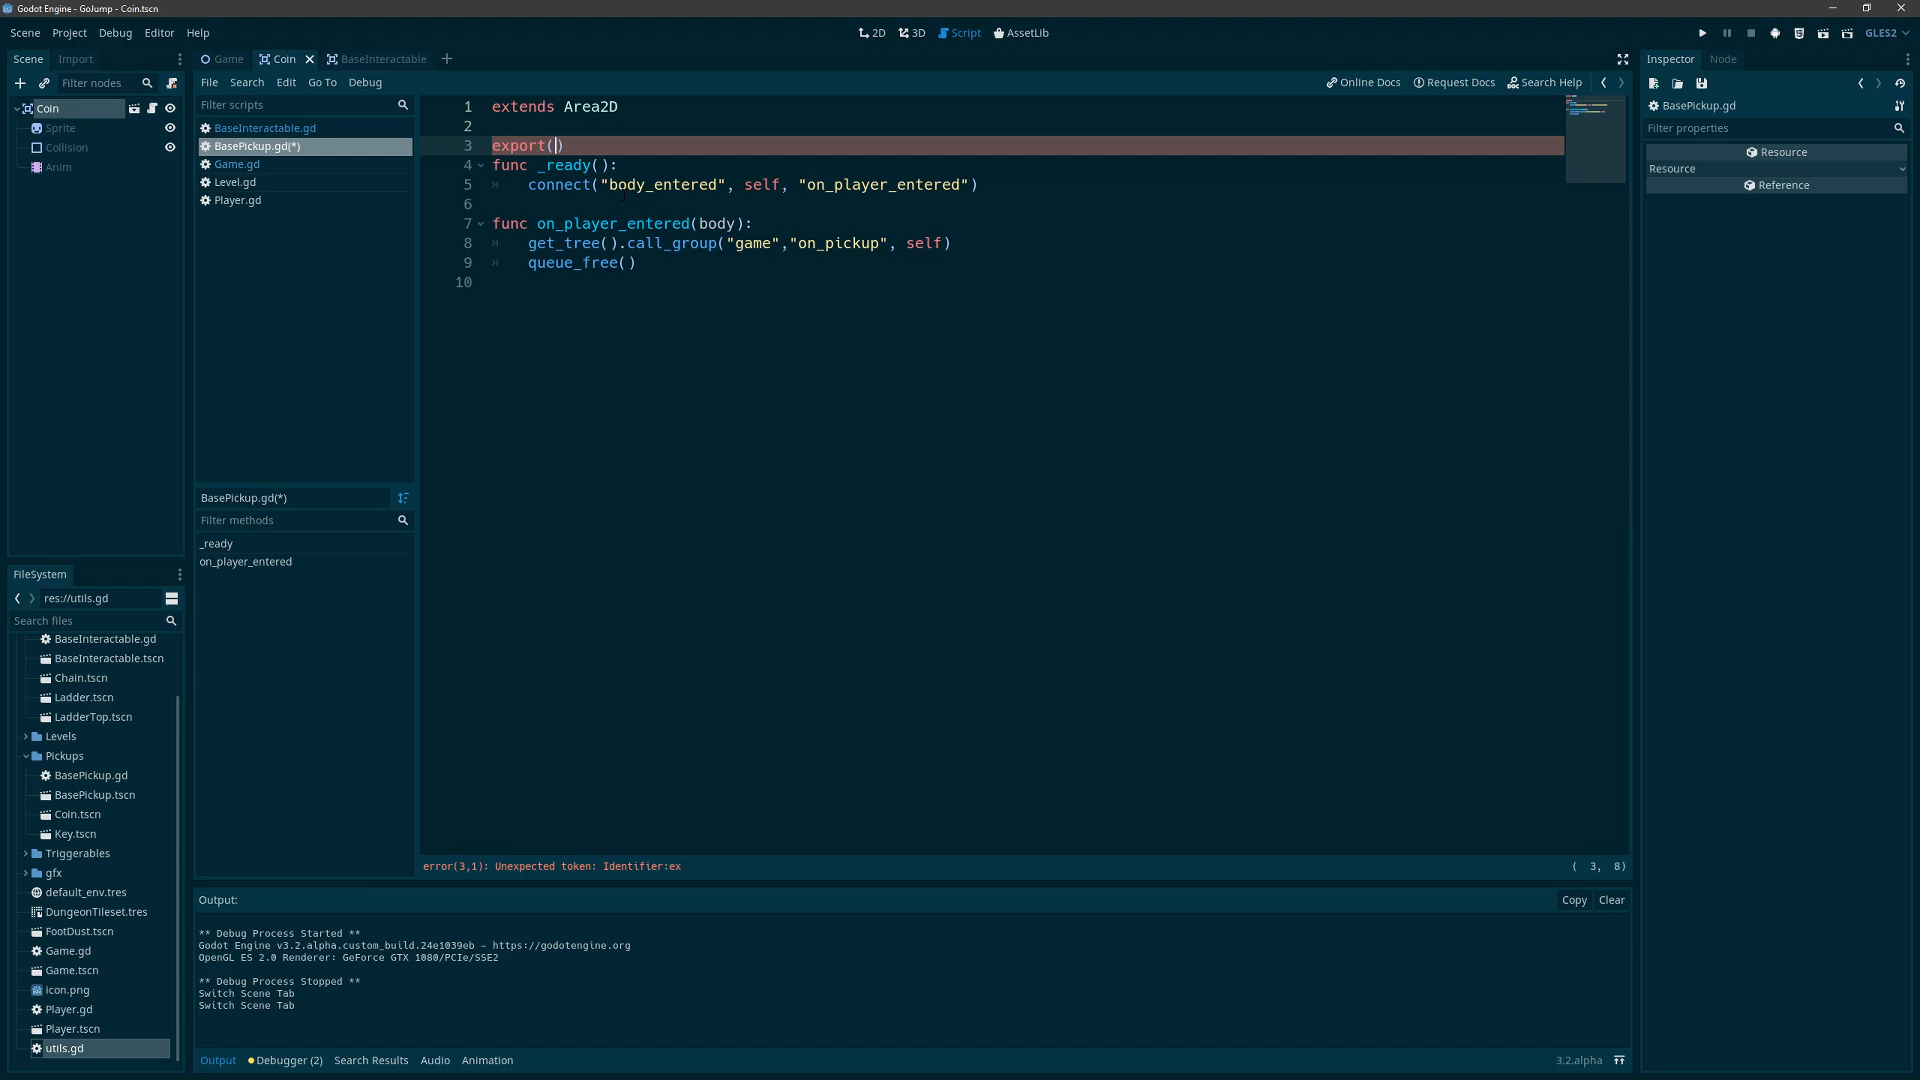 Godot Engine - GoJump - Coin.tscn
Scene Project Debug Editor Help
2D 3D Script AssetLib
GLES2
Scene Import
Filter nodes
Coin
Sprite
Collision
Anim
Game Coin BaseInteractable
File Search Edit Go To Debug
Online Docs Request Docs Search Help
Filter scripts
BaseInteractable.gd
BasePickup.gd(*)
Game.gd
Level.gd
Player.gd
BasePickup.gd(*)
Filter methods
_ready
on_player_entered
1 extends Area2D
2
3 export()
4 func _ready():
5 connect("body_entered", self, "on_player_entered")
6
7 func on_player_entered(body):
8 get_tree().call_group("game","on_pickup", self)
9 queue_free()
10
error(3,1): Unexpected token: Identifier:ex
( 3, 8)
Inspector Node
BasePickup.gd
Filter properties
Resource
Resource
Reference
FileSystem
res://utils.gd
Search files
BaseInteractable.gd
BaseInteractable.tscn
Chain.tscn
Ladder.tscn
LadderTop.tscn
Levels
Pickups
BasePickup.gd
BasePickup.tscn
Coin.tscn
Key.tscn
Triggerables
gfx
default_env.tres
DungeonTileset.tres
FootDust.tscn
Game.gd
Game.tscn
icon.png
Player.gd
Player.tscn
utils.gd
Output:
Copy Clear
** Debug Process Started **
Godot Engine v3.2.alpha.custom_build.24e1039eb - https://godotengine.org
OpenGL ES 2.0 Renderer: GeForce GTX 1080/PCIe/SSE2
** Debug Process Stopped **
Switch Scene Tab
Switch Scene Tab
Output Debugger (2) Search Results Audio Animation
3.2.alpha